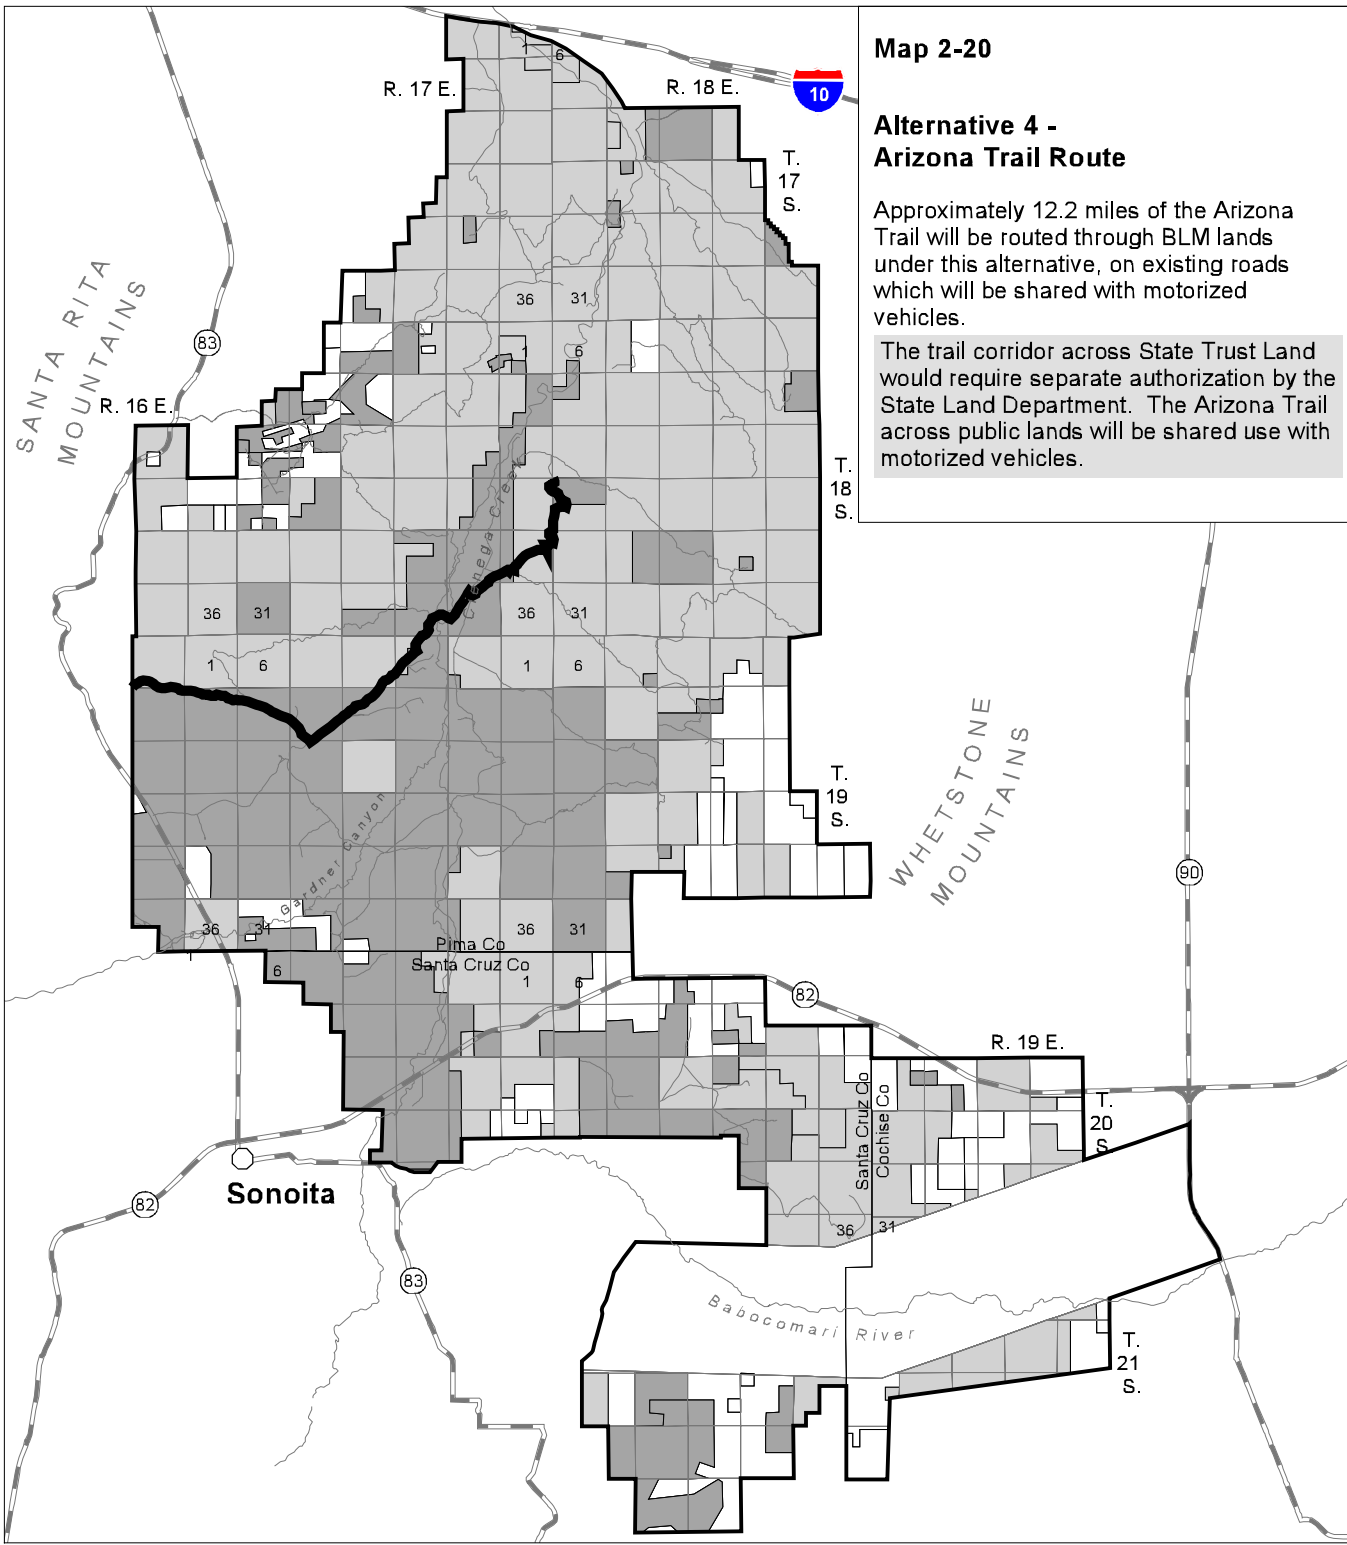 Map 2-20
Alternative 4 -
Arizona Trail Route
Approximately 12.2 miles of the Arizona
Trail will be routed through BLM lands
under this alternative, on existing roads
which will be shared with motorized
vehicles.
The trail corridor across State Trust Land
would require separate authorization by the
State Land Department. The Arizona Trail
across public lands will be shared use with
motorized vehicles.
1
6
R. 17 E.
R. 18 E.
10
T.
17
S.
SANTA RITA
MOUNTAINS
83
36
31
1
6
R. 16 E.
T.
18
S.
36
31
36
31
1
6
1
6
WHETSTONE
MOUNTAINS
T.
19
S.
Gardner Canyon
90
36
31
36
31
Pima Co
Santa Cruz Co
1
6
1
6
82
R. 19 E.
Santa Cruz Co
Cochise Co
T.
20
S.
Sonoita
82
36
31
83
Babocomari River
T.
21
S.